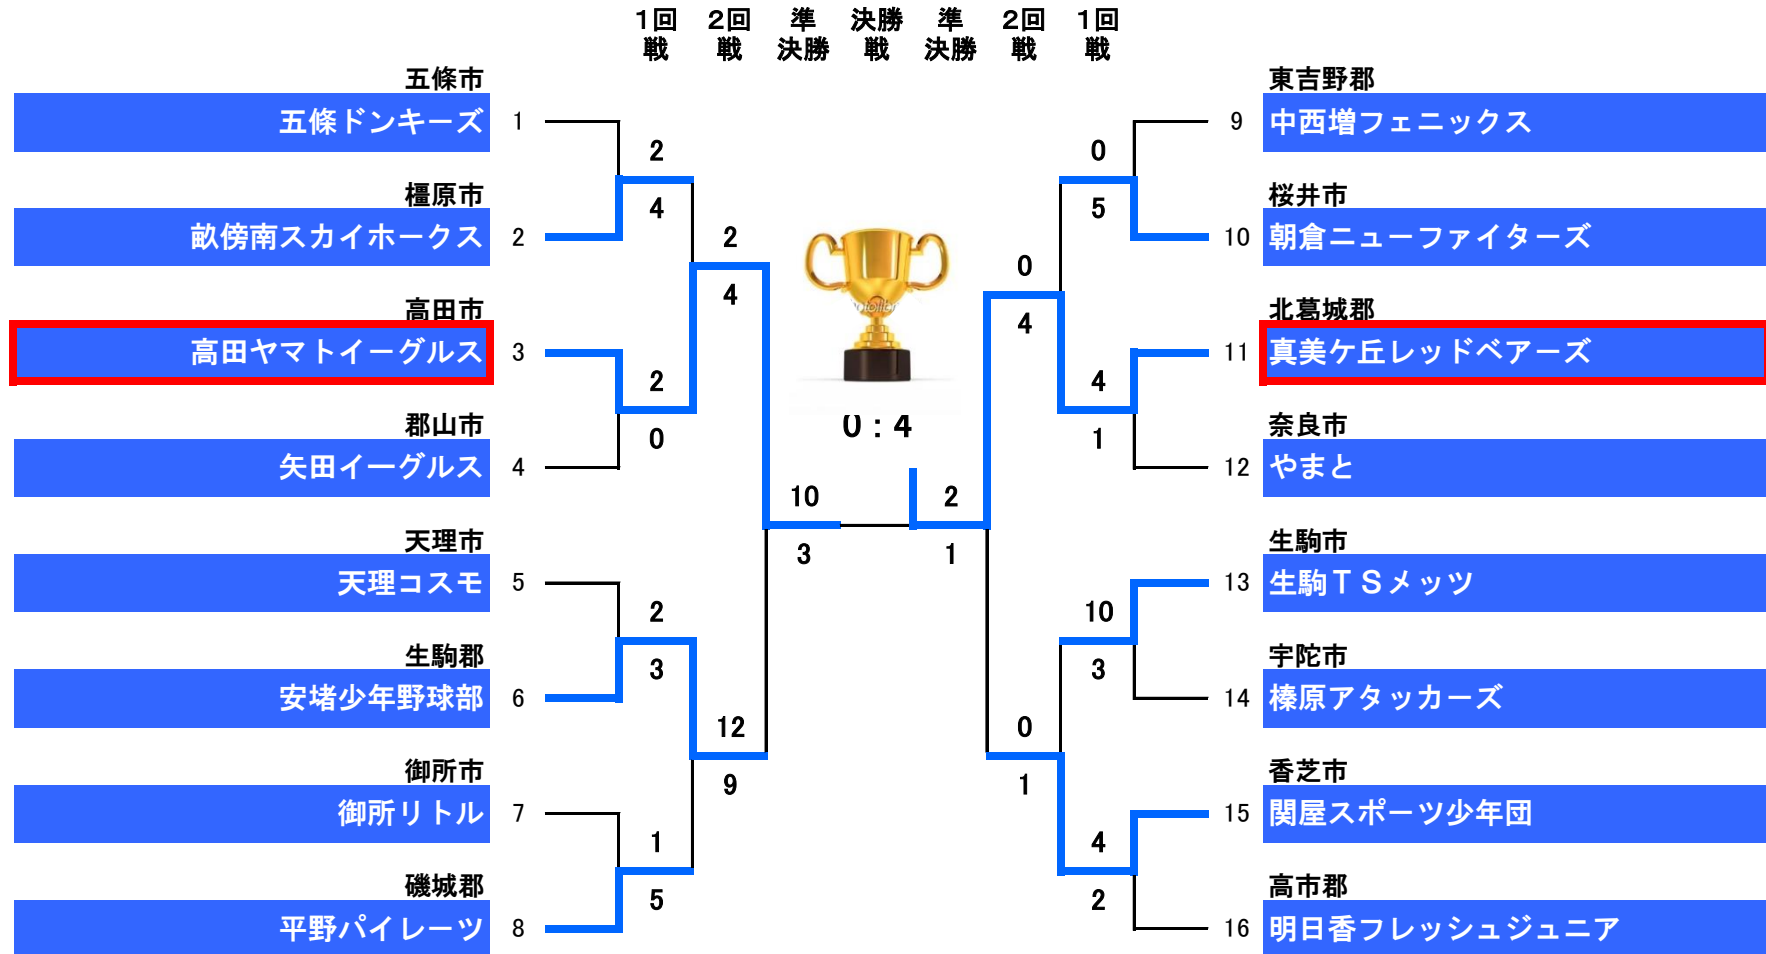 1回戦 2回戦 準決勝 決勝戦 準決勝 2回戦 1回戦
五條市
五條ドンキーズ 1
橿原市
畝傍南スカイホークス 2
高田市
高田ヤマトイーグルス 3
郡山市
矢田イーグルス 4
天理市
天理コスモ 5
生駒郡
安堵少年野球部 6
御所市
御所リトル 7
磯城郡
平野パイレーツ 8
2
4
2
0
2
3
1
5
2
4
12
9
10
3
0 : 4
2
1
0
4
0
1
0
5
4
1
10
3
4
2
東吉野郡
9 中西増フェニックス
桜井市
10 朝倉ニューファイターズ
北葛城郡
11 真美ケ丘レッドベアーズ
奈良市
12 やまと
生駒市
13 生駒TSメッツ
宇陀市
14 榛原アタッカーズ
香芝市
15 関屋スポーツ少年団
高市郡
16 明日香フレッシュジュニア